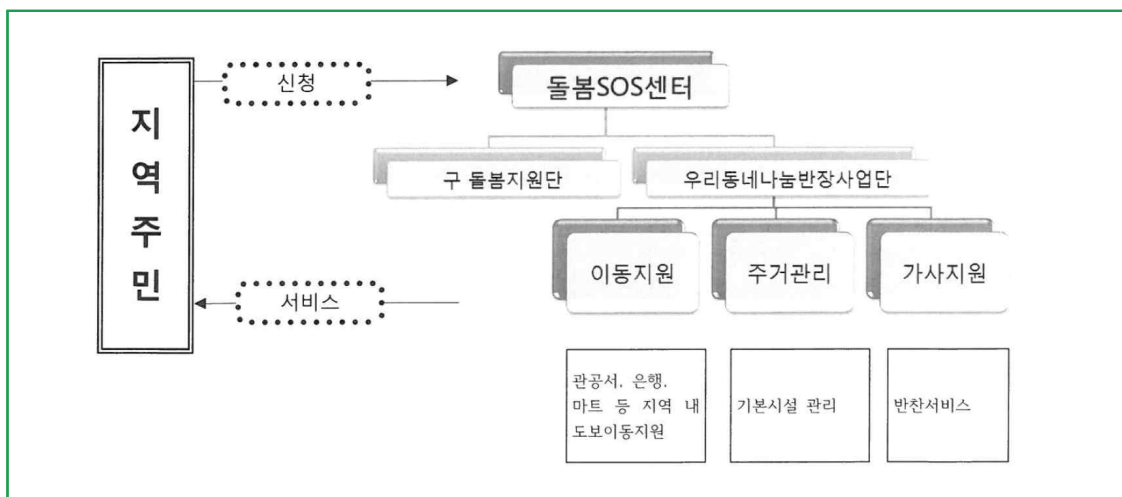 지역주민
신청
돌봄SOS센터
구 돌봄지원단
우리동네나눔반장사업단
이동지원
주거관리
가사지원
서비스
관공서, 은행,
마트 등 지역 내
도보이동지원
기본시설 관리
반찬서비스